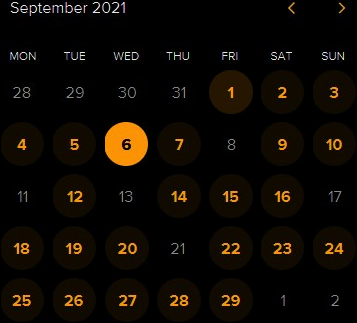 September 2021
MON TUE WED THU FRI SAT SUN
28 29 30 31 1 2 3
4 5 6 7 8 9 10
11 12 13 14 15 16 17
18 19 20 21 22 23 24
25 26 27 28 29 1 2